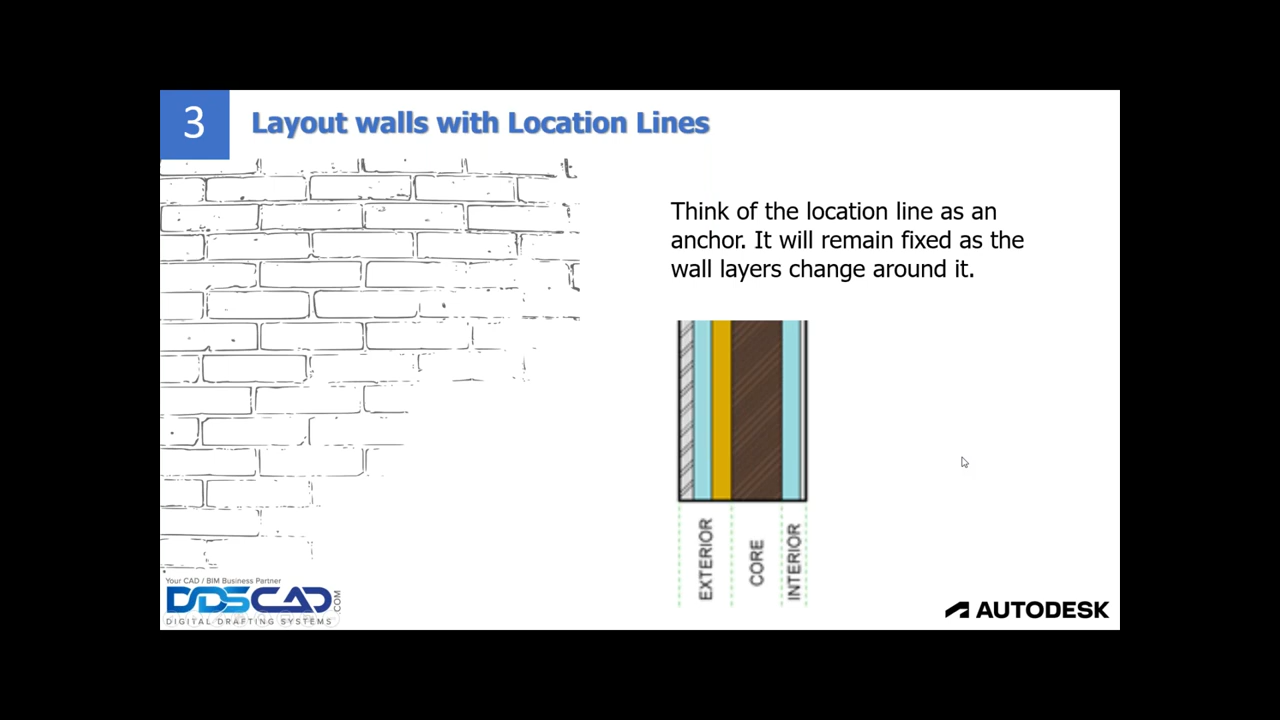 3
Layout walls with Location Lines
Think of the location line as an
anchor. It will remain fixed as the
wall layers change around it.
EXTERIOR
CORE
INTERIOR
Your CAD / BIM Business Partner
DDSCAD.COM
DIGITAL DRAFTING SYSTEMS
AUTODESK